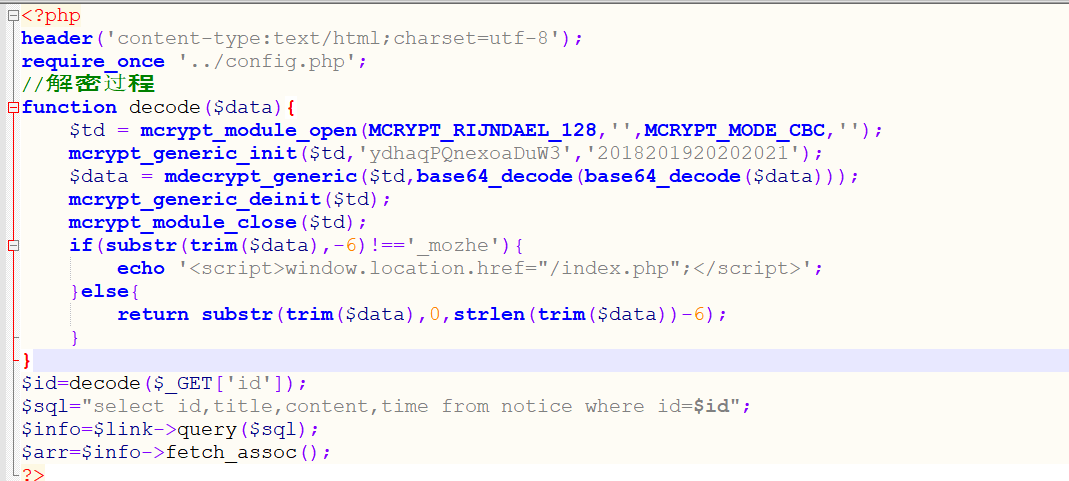 <?php
header('content-type:text/html;charset=utf-8');
require_once '../config.php';
//解密过程
function decode($data){
    $td = mcrypt_module_open(MCRYPT_RIJNDAEL_128,'',MCRYPT_MODE_CBC,'');
    mcrypt_generic_init($td,'ydhaqPQnexoaDuW3','2018201920202021');
    $data = mdecrypt_generic($td,base64_decode(base64_decode($data)));
    mcrypt_generic_deinit($td);
    mcrypt_module_close($td);
    if(substr(trim($data),-6)!=='_mozhe'){
        echo '<script>window.location.href="/index.php";</script>';
    }else{
        return substr(trim($data),0,strlen(trim($data))-6);
    }
}
$id=decode($_GET['id']);
$sql="select id,title,content,time from notice where id=$id";
$info=$link->query($sql);
$arr=$info->fetch_assoc();
?>